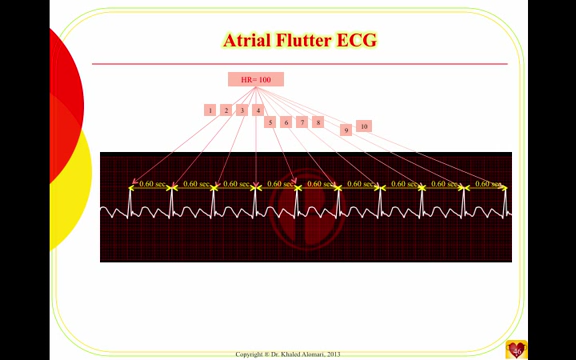 Atrial Flutter ECG
HR= 100
1 2 3 4
5 6 7 8
9 10
0.60 sec. 0.60 sec. 0.60 sec. 0.60 sec. 0.60 sec. 0.60 sec. 0.60 sec. 0.60 sec. 0.60 sec.
Copyright ® Dr. Khaled Alomari, 2013